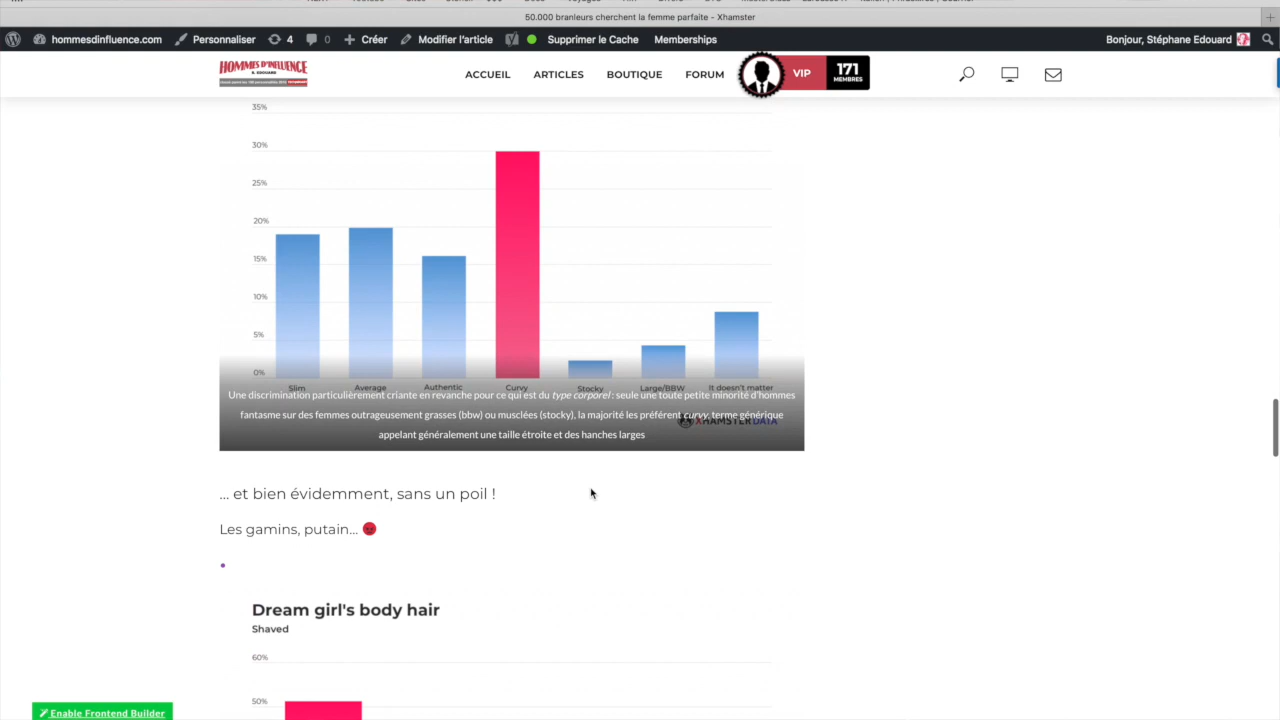 50.000 branleurs cherchent la femme parfaite - Xhamster
hommesdinfluence.com Personnaliser 4 0 Créer Modifier l'article Supprimer le Cache Memberships Bonjour, Stéphane Edouard
HOMMES D'INFLUENCE
S. EDOUARD
ACCUEIL ARTICLES BOUTIQUE FORUM VIP 171 MEMBRES
35%
30%
25%
20%
15%
10%
5%
0%
Slim Average Authentic Curvy Stocky Large/BBW It doesn't matter
Une discrimination particulièrement criante en revanche pour ce qui est du type corporel : seule une toute petite minorité d'hommes
fantasme sur des femmes outrageusement grasses (bbw) ou musclées (stocky), la majorité les préférent curvy, terme générique
XHAMSTERDATA
appelant généralement une taille étroite et des hanches larges
... et bien évidemment, sans un poil !
Les gamins, putain...
Dream girl's body hair
Shaved
60%
50%
Enable Frontend Builder